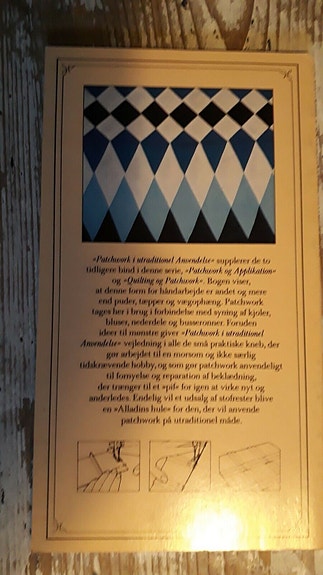 »Patchwork i utraditionel Anvendelse« supplerer de to
tidligere bind i denne serie, »Patchwork og Applikation«
og »Quilting og Patchwork«. Bogen viser,
at denne form for håndarbejde er andet og mere
end puder, tæpper og vægophæng. Patchwork
tages her i brug i forbindelse med syning af kjoler,
bluser, nederdele og busseronner. Foruden
ideer til mønstre giver »Patchwork i utraditionel
Anvendelse« vejledning i alle de små praktiske kneb, der
gør arbejdet til en morsom og ikke særlig
tidskrævende hobby, og som gør patchwork anvendeligt
til fornyelse og reparation af beklædning,
der trænger til et »pif« for igen at virke nyt og
anderledes. Endelig vil et udsalg af stofrester blive
en »Alladins hule« for den, der vil anvende
patchwork på utraditionel måde.